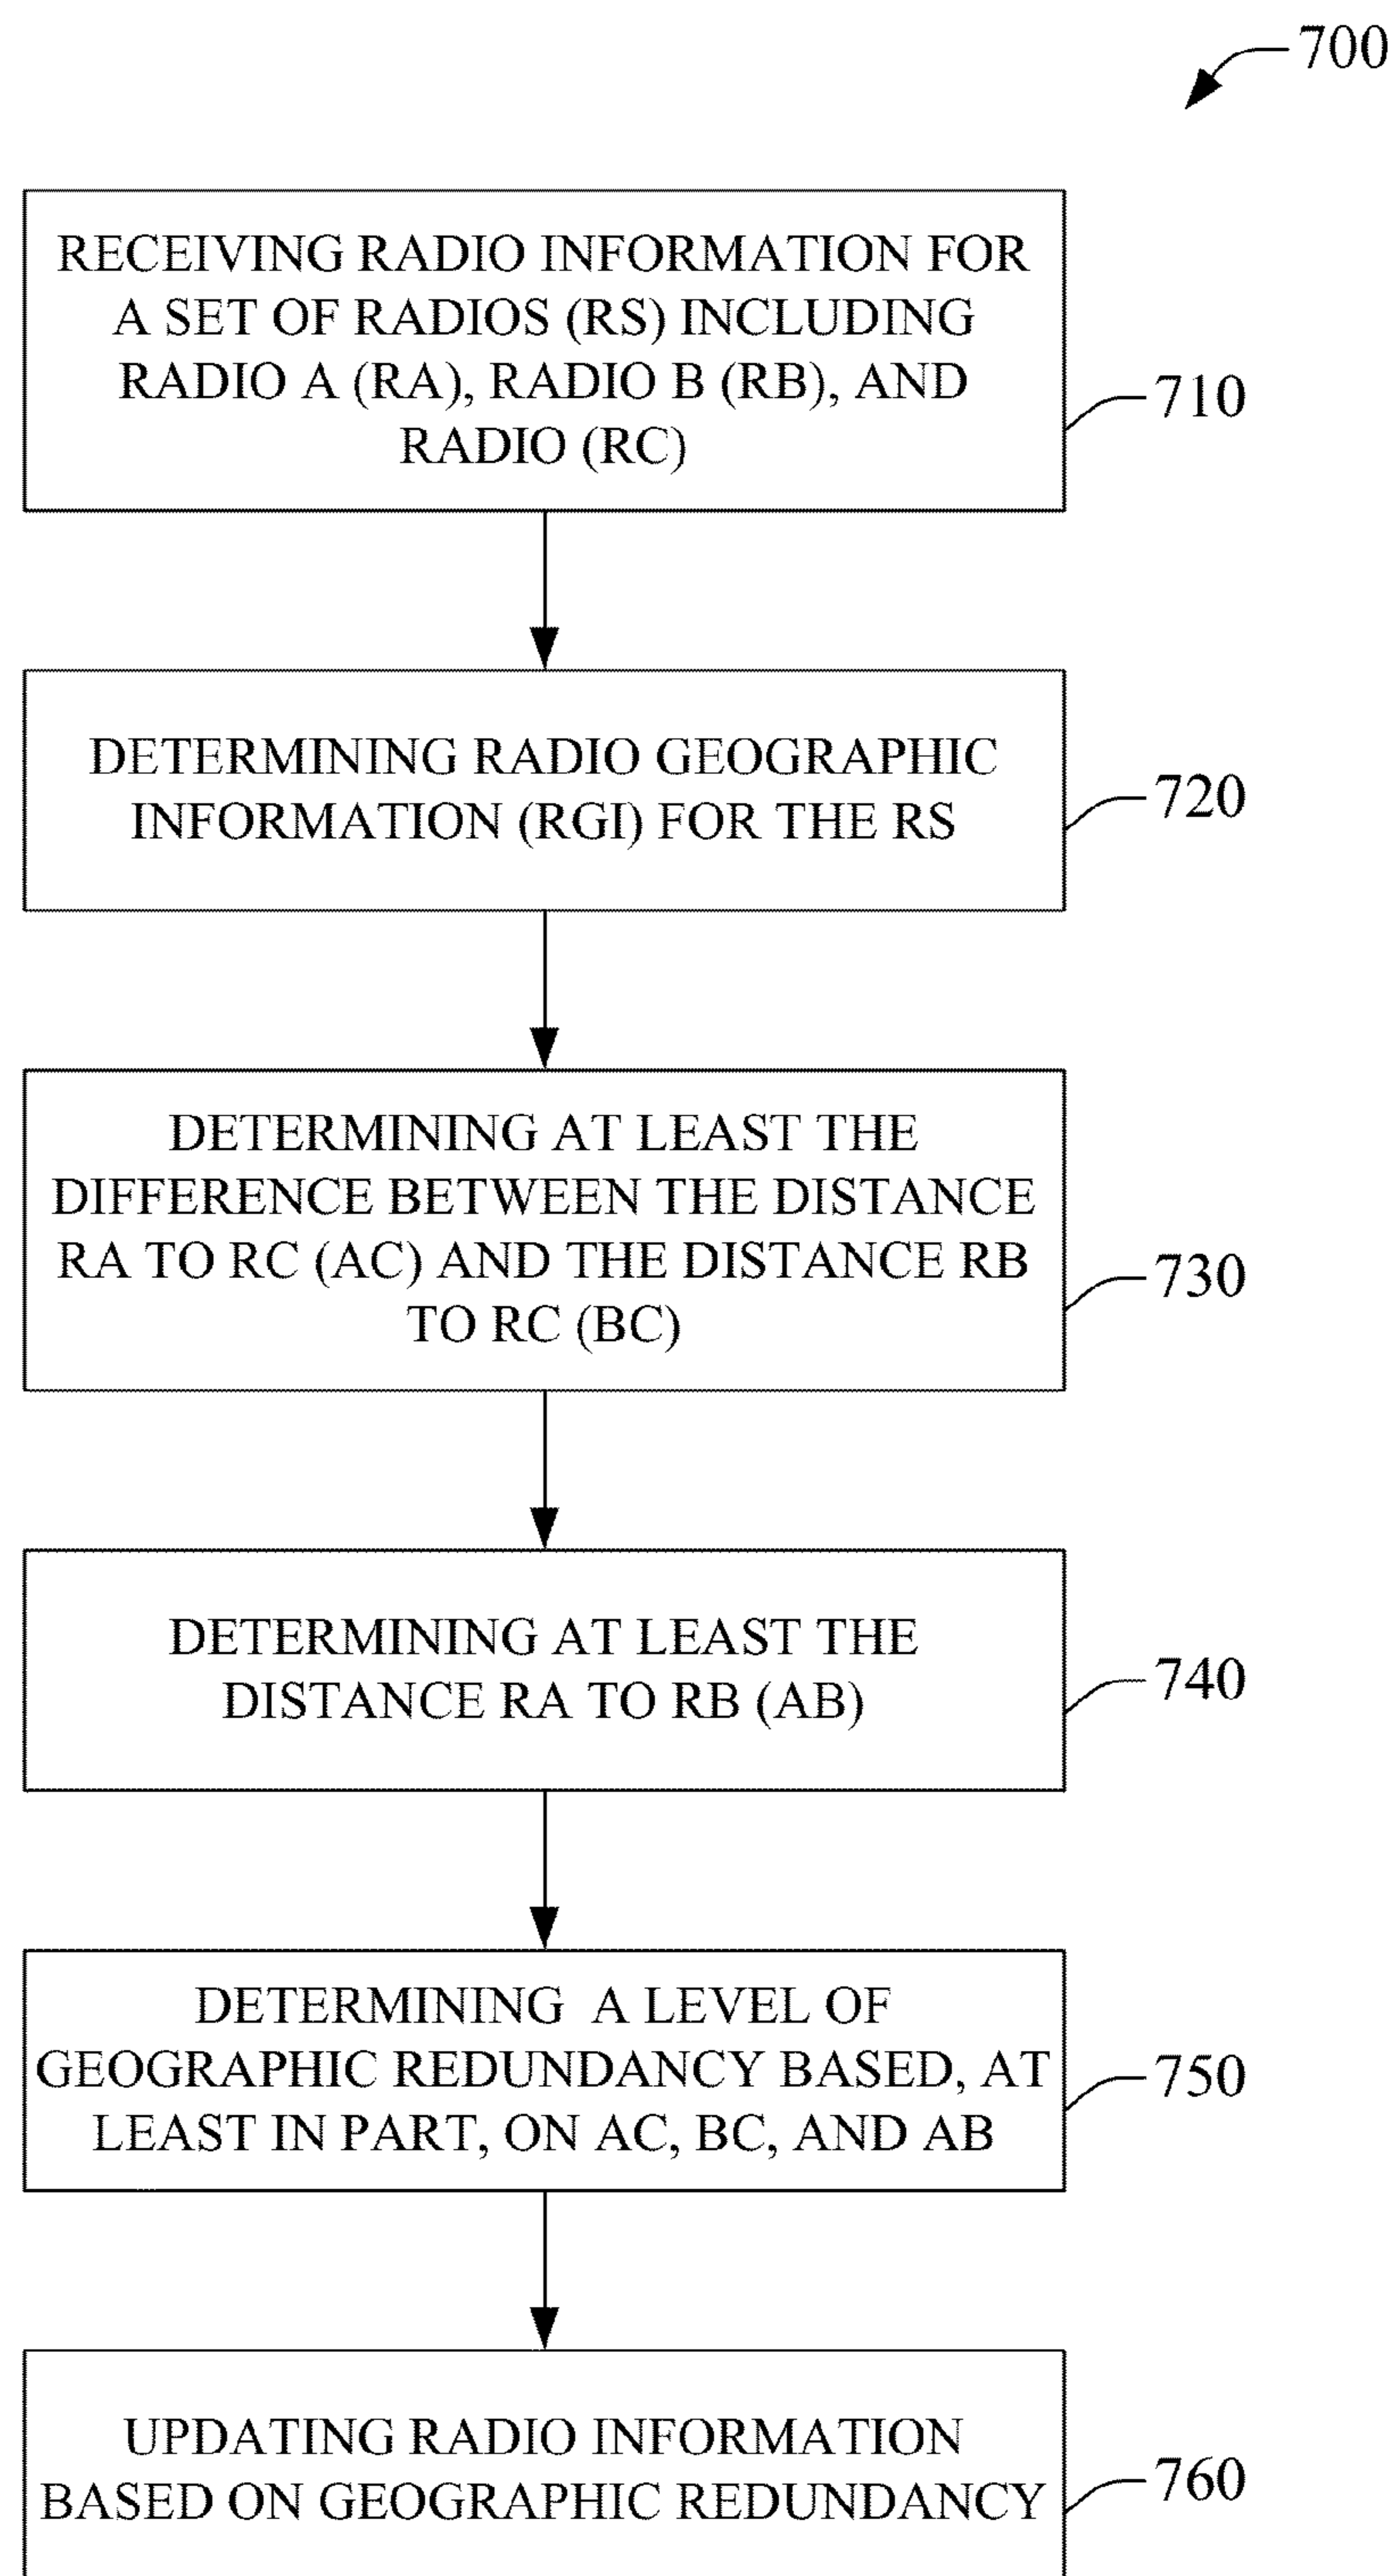 700
RECEIVING RADIO INFORMATION FOR
A SET OF RADIOS (RS) INCLUDING
RADIO A (RA), RADIO B (RB), AND
RADIO (RC)
710
DETERMINING RADIO GEOGRAPHIC
INFORMATION (RGI) FOR THE RS
720
DETERMINING AT LEAST THE
DIFFERENCE BETWEEN THE DISTANCE
RA TO RC (AC) AND THE DISTANCE RB
TO RC (BC)
730
DETERMINING AT LEAST THE
DISTANCE RA TO RB (AB)
740
DETERMINING A LEVEL OF
GEOGRAPHIC REDUNDANCY BASED, AT
LEAST IN PART, ON AC, BC, AND AB
750
UPDATING RADIO INFORMATION
BASED ON GEOGRAPHIC REDUNDANCY
760